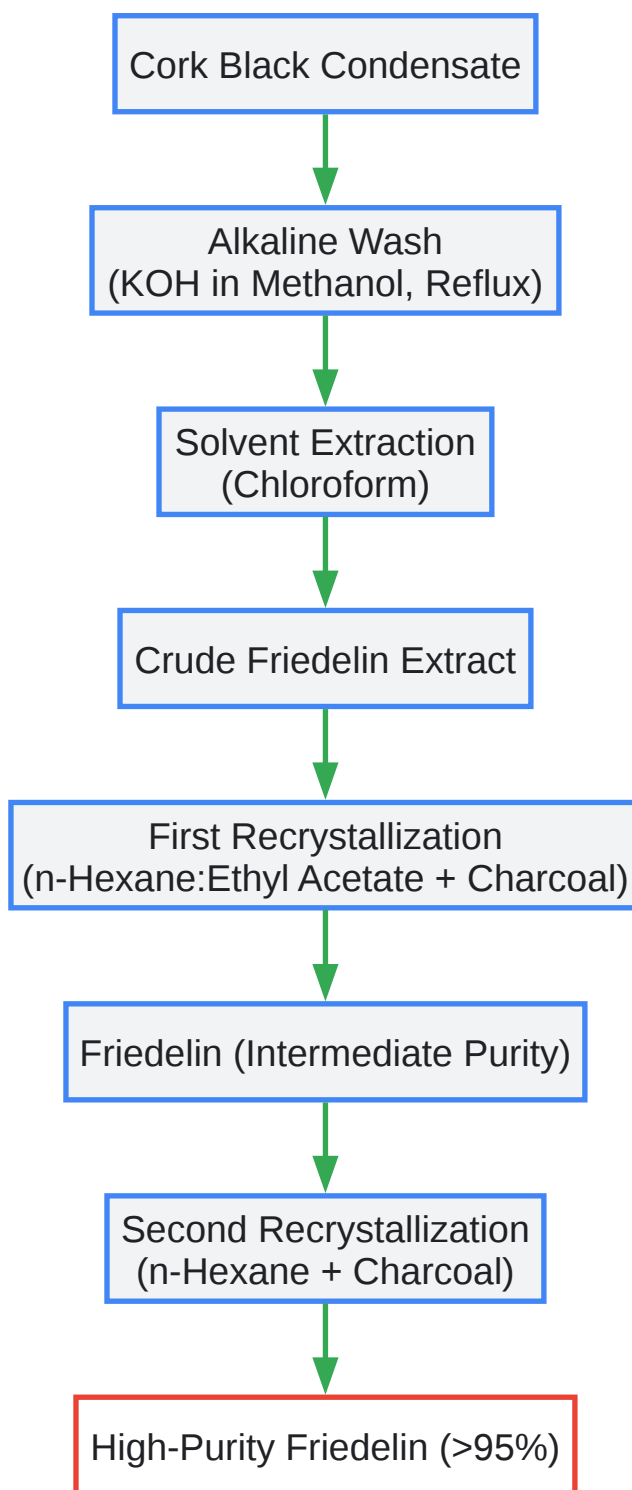 Cork Black Condensate
Alkaline Wash
(KOH in Methanol, Reflux)
Solvent Extraction
(Chloroform)
Crude Friedelin Extract
First Recrystallization
(n-Hexane:Ethyl Acetate + Charcoal)
Friedelin (Intermediate Purity)
Second Recrystallization
(n-Hexane + Charcoal)
High-Purity Friedelin (>95%)